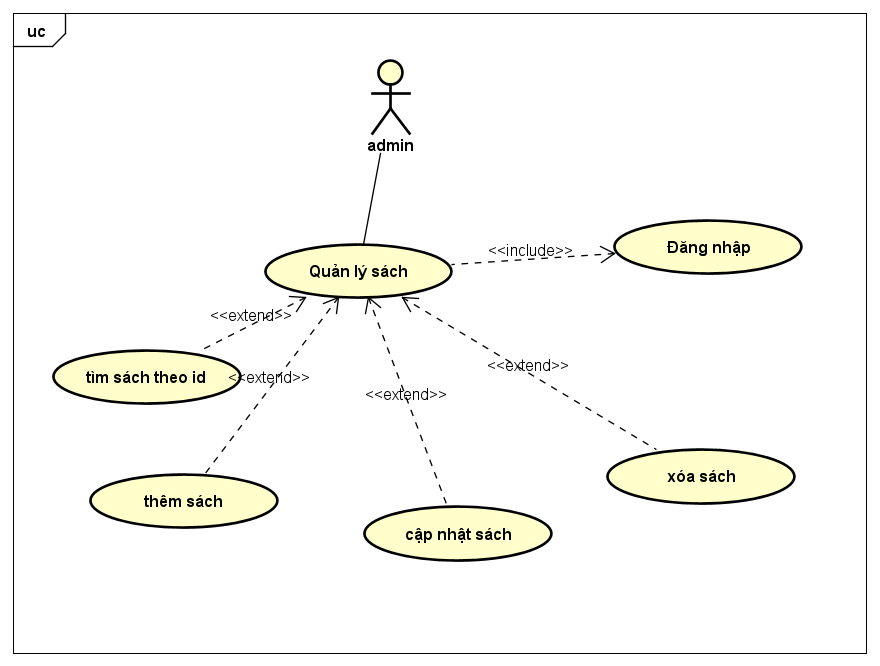 uc
admin
Quản lý sách
<<include>>
Đăng nhập
<<extend>>
tìm sách theo id
<<extend>>
<<extend>>
<<extend>>
thêm sách
cập nhật sách
xóa sách